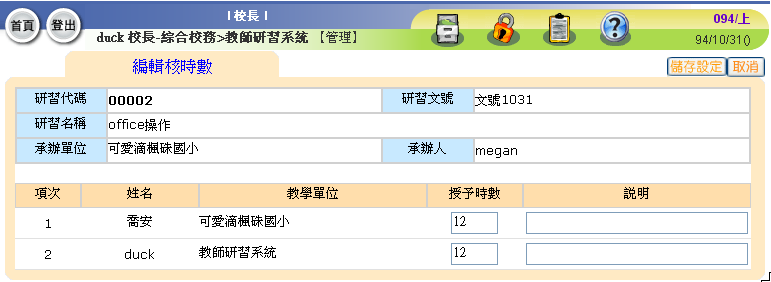 首頁 登出 | 校長 | 094/上
duck 校長-綜合校務>教師研習系統 【管理】 94/10/31()
編輯核時數 儲存設定 取消
研習代碼 00002 研習文號 文號1031
研習名稱 office操作
承辦單位 可愛滴楓硃國小 承辦人 megan
項次 姓名 教學單位 授予時數 説明
1 喬安 可愛滴楓硃國小 12
2 duck 教師研習系統 12